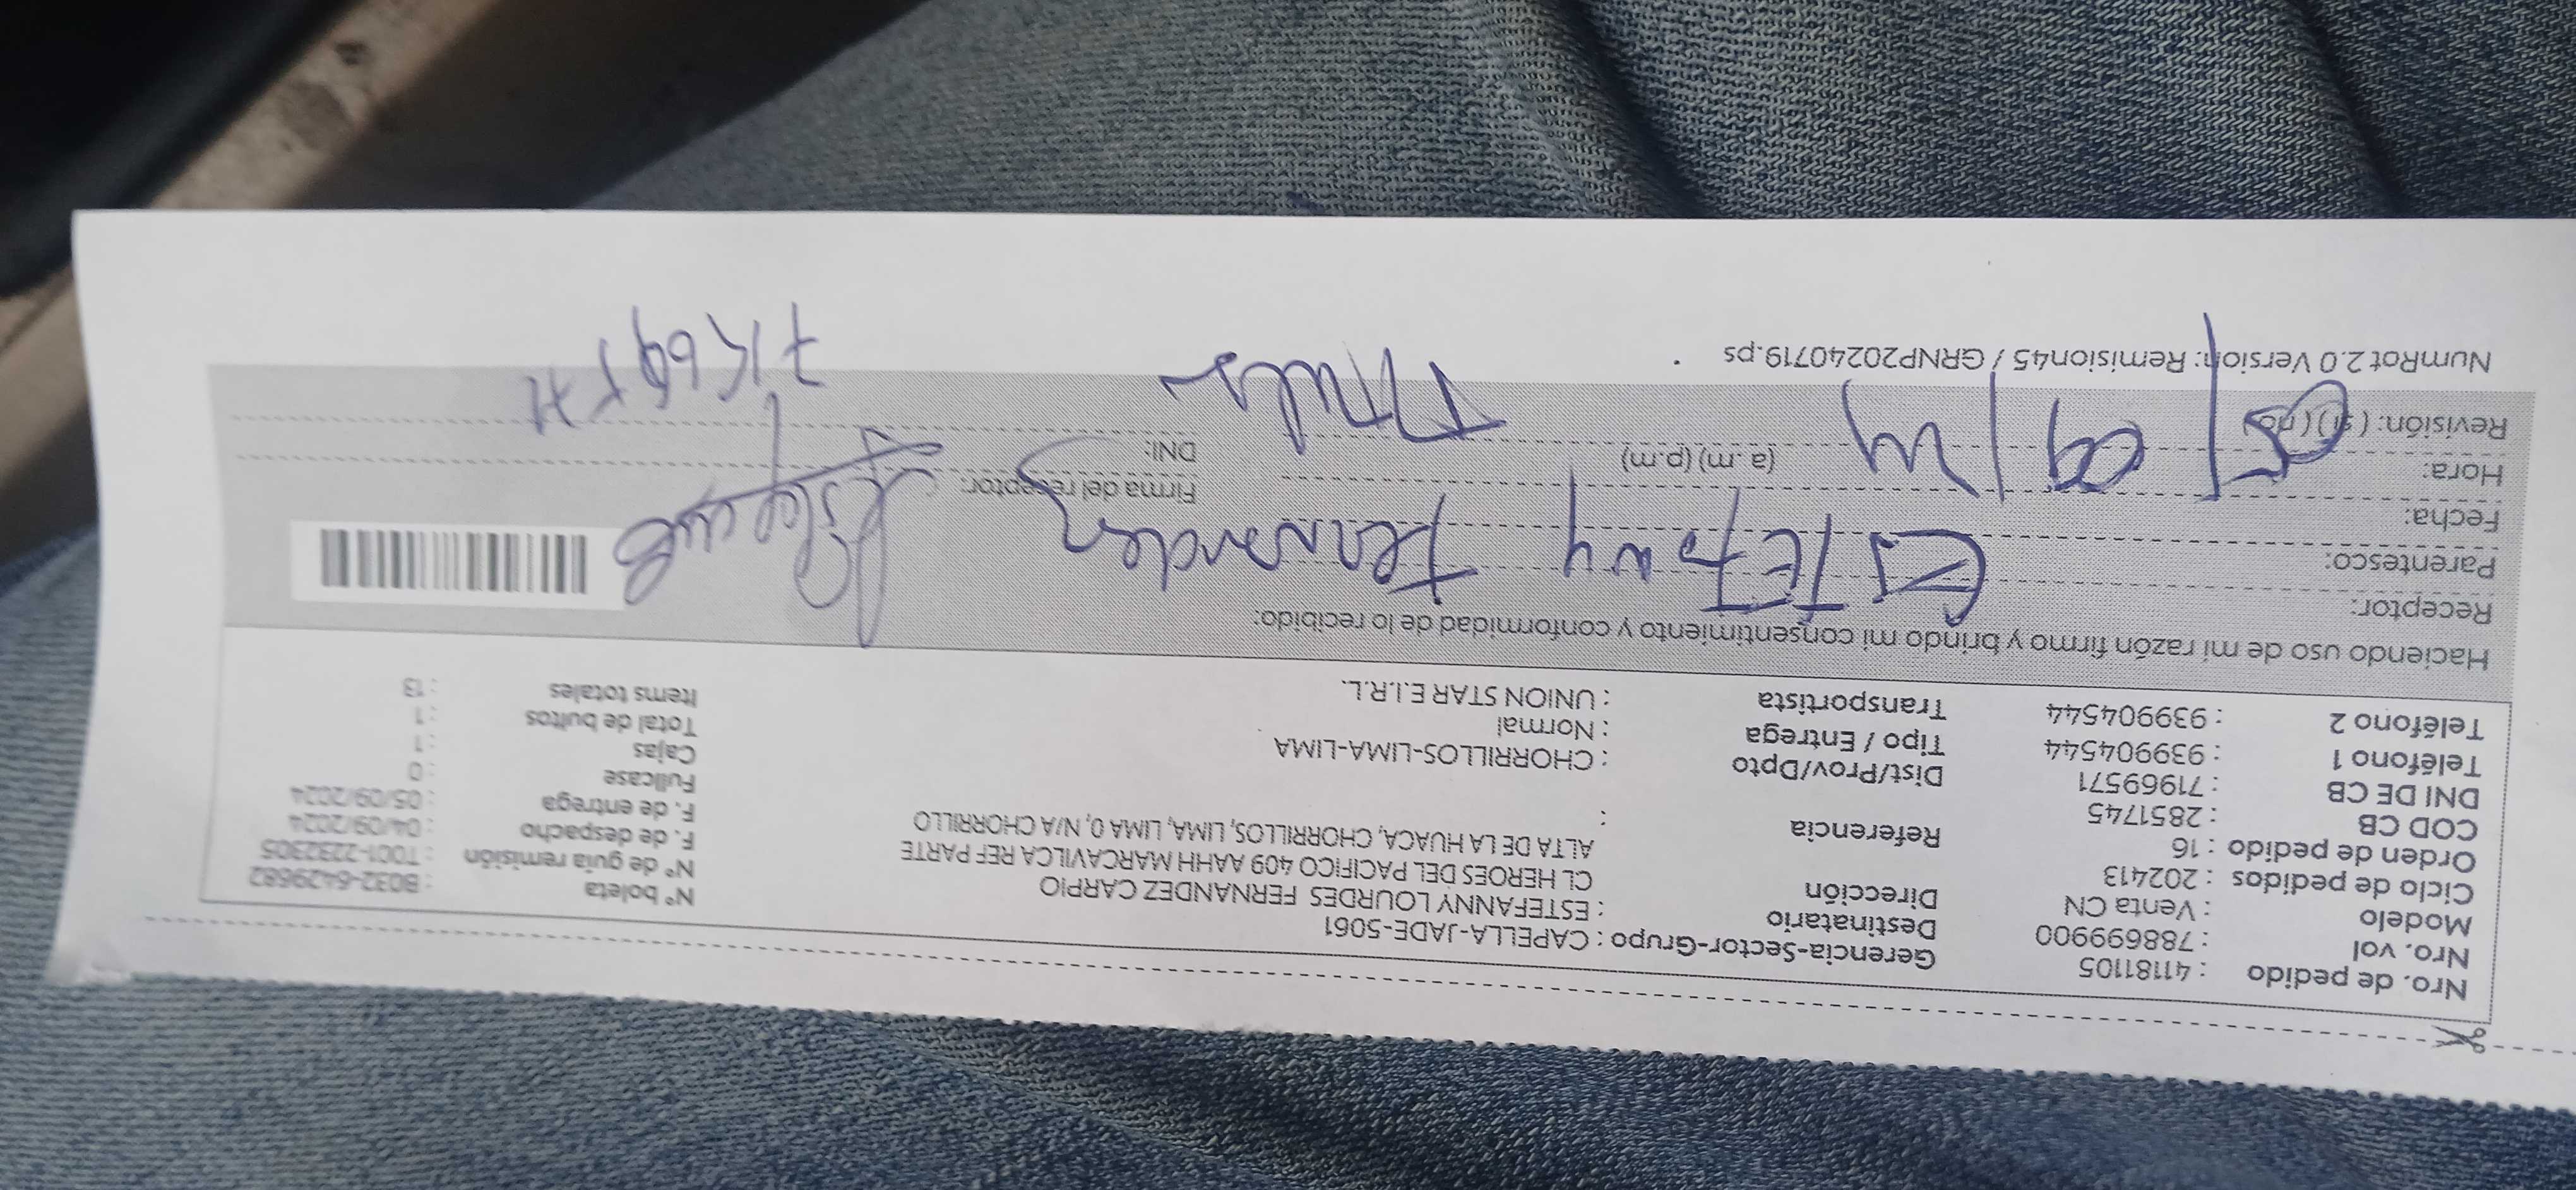 Nro. de pedido : 41181105
Nro. vol : 788699900
Modelo : Venta CN
Ciclo de pedidos : 202413
Orden de pedido : 16
COD CB : 2851745
DNI DE CB : 71969571
Teléfono 1 : 939904544
Teléfono 2 : 939904544
Gerencia-Sector-Grupo : CAPELLA-JADE-5061
Destinatario : ESTEFANNY LOURDES FERNANDEZ CARPIO
Dirección CL HEROES DEL PACIFICO 409 AAHH MARCAVILCA REF PARTE
ALTA DE LA HUACA, CHORRILLOS, LIMA, LIMA 0, N/A CHORRILLO
Referencia :
Dist/Prov/Dpto : CHORRILLOS-LIMA-LIMA
Tipo / Entrega : Normal
Transportista : UNION STAR E.I.R.L.
N° boleta : B032-6429682
N° de guía remisión : T001-2232305
F. de despacho : 04/09/2024
F. de entrega : 05/09/2024
Fullcase : 0
Cajas : 1
Total de bultos : 1
Items totales : 13
Haciendo uso de mi razón firmo y brindo mi consentimiento y conformidad de lo recibido:
Receptor: ESTEFANY Fernandez
Parentesco:
Fecha:
Hora: (a.m) (p.m)
Revisión: ( si ) ( no )
Firma del receptor:
DNI:
NumRot 2.0 Version: Remision45 / GRNP20240719.ps